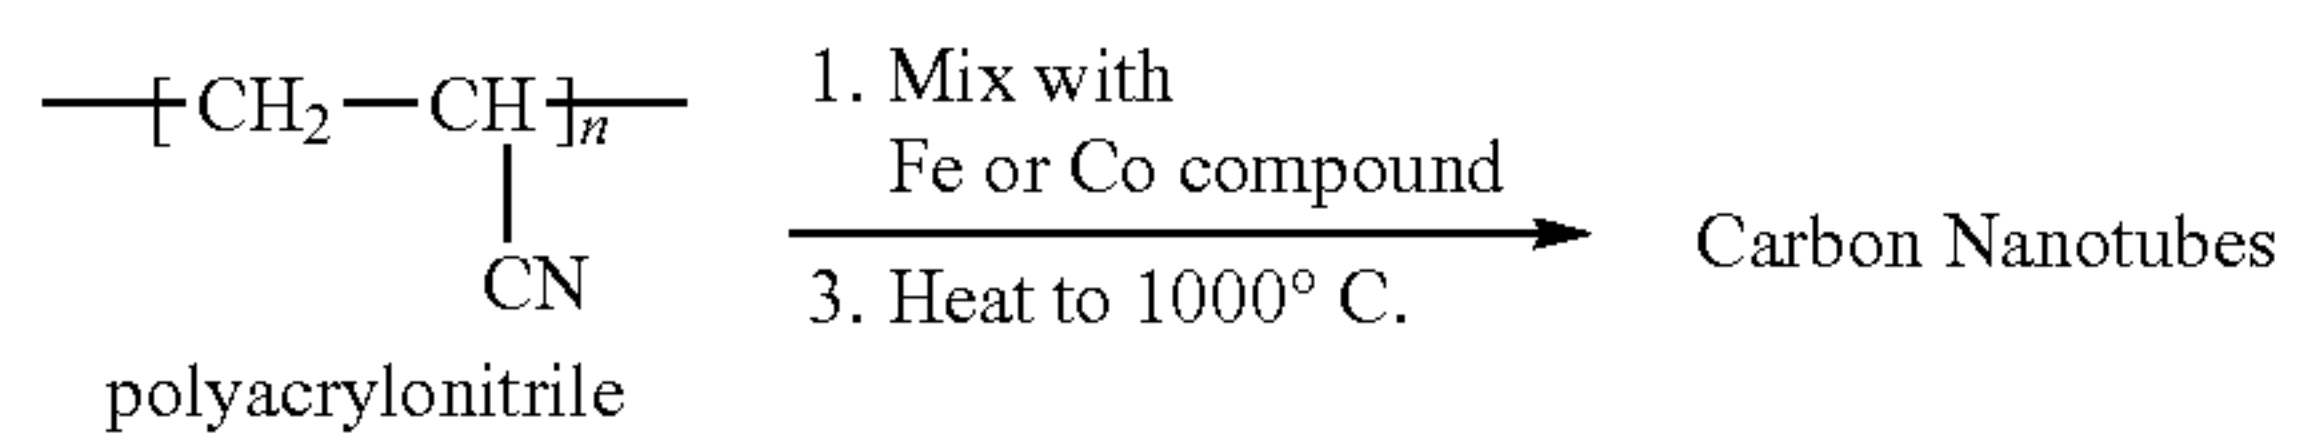 [CH₂—CH]n
CN
polyacrylonitrile
1. Mix with
Fe or Co compound
3. Heat to 1000° C.
Carbon Nanotubes